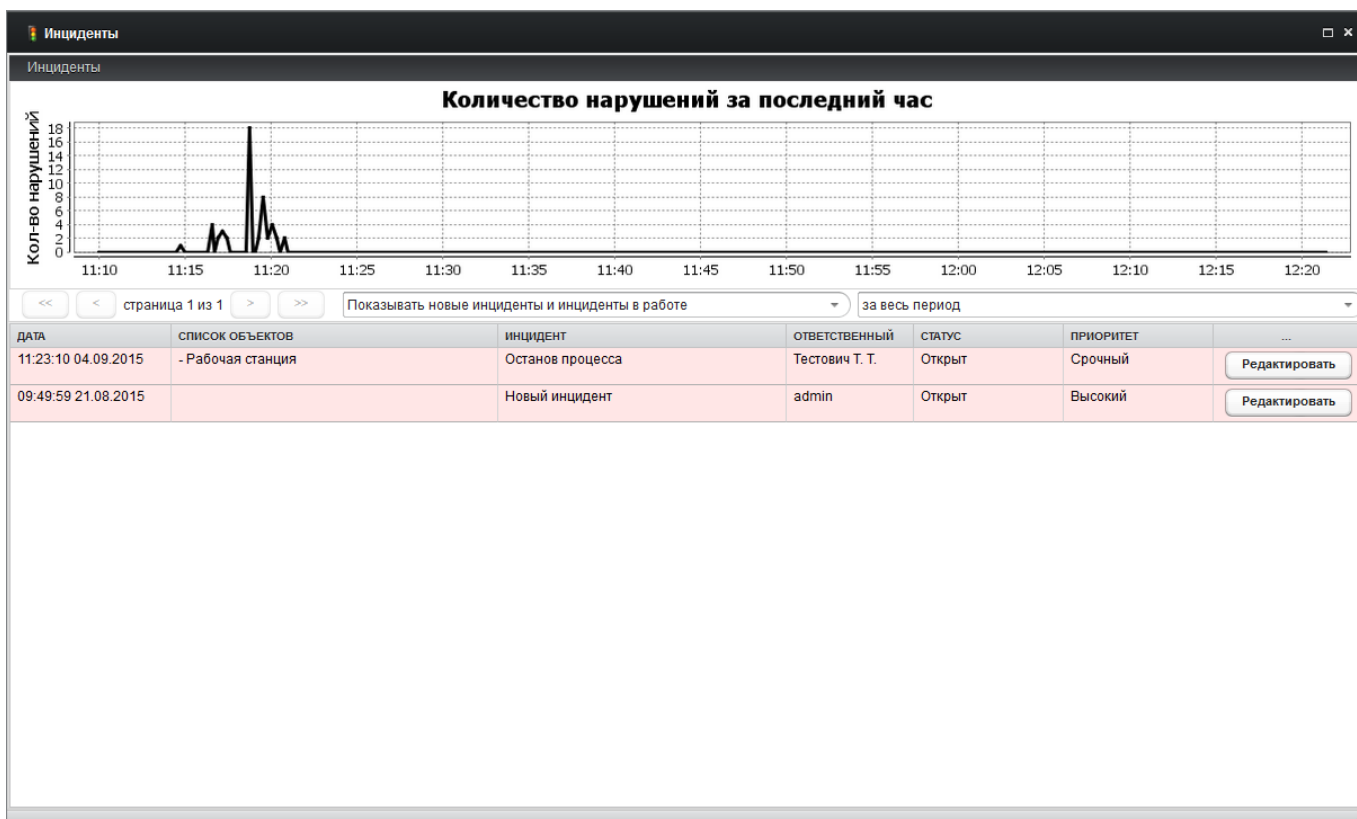 Инциденты
Инциденты
Количество нарушений за последний час
Кол-во нарушений
18
16
14
12
10
8
6
4
2
0
11:10 11:15 11:20 11:25 11:30 11:35 11:40 11:45 11:50 11:55 12:00 12:05 12:10 12:15 12:20
<< < страница 1 из 1 > >> Показывать новые инциденты и инциденты в работе за весь период
ДАТА СПИСОК ОБЪЕКТОВ ИНЦИДЕНТ ОТВЕТСТВЕННЫЙ СТАТУС ПРИОРИТЕТ ...
11:23:10 04.09.2015 - Рабочая станция Останов процесса Тестович Т. Т. Открыт Срочный Редактировать
09:49:59 21.08.2015 Новый инцидент admin Открыт Высокий Редактировать